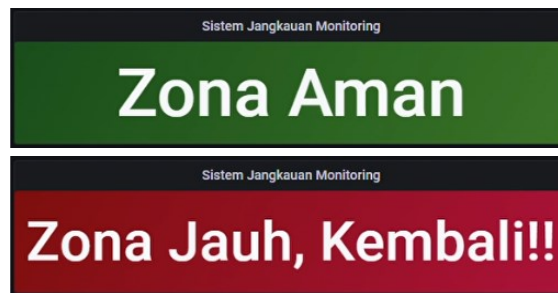 Sistem Jangkauan Monitoring
Zona Aman
Sistem Jangkauan Monitoring
Zona Jauh, Kembali!!